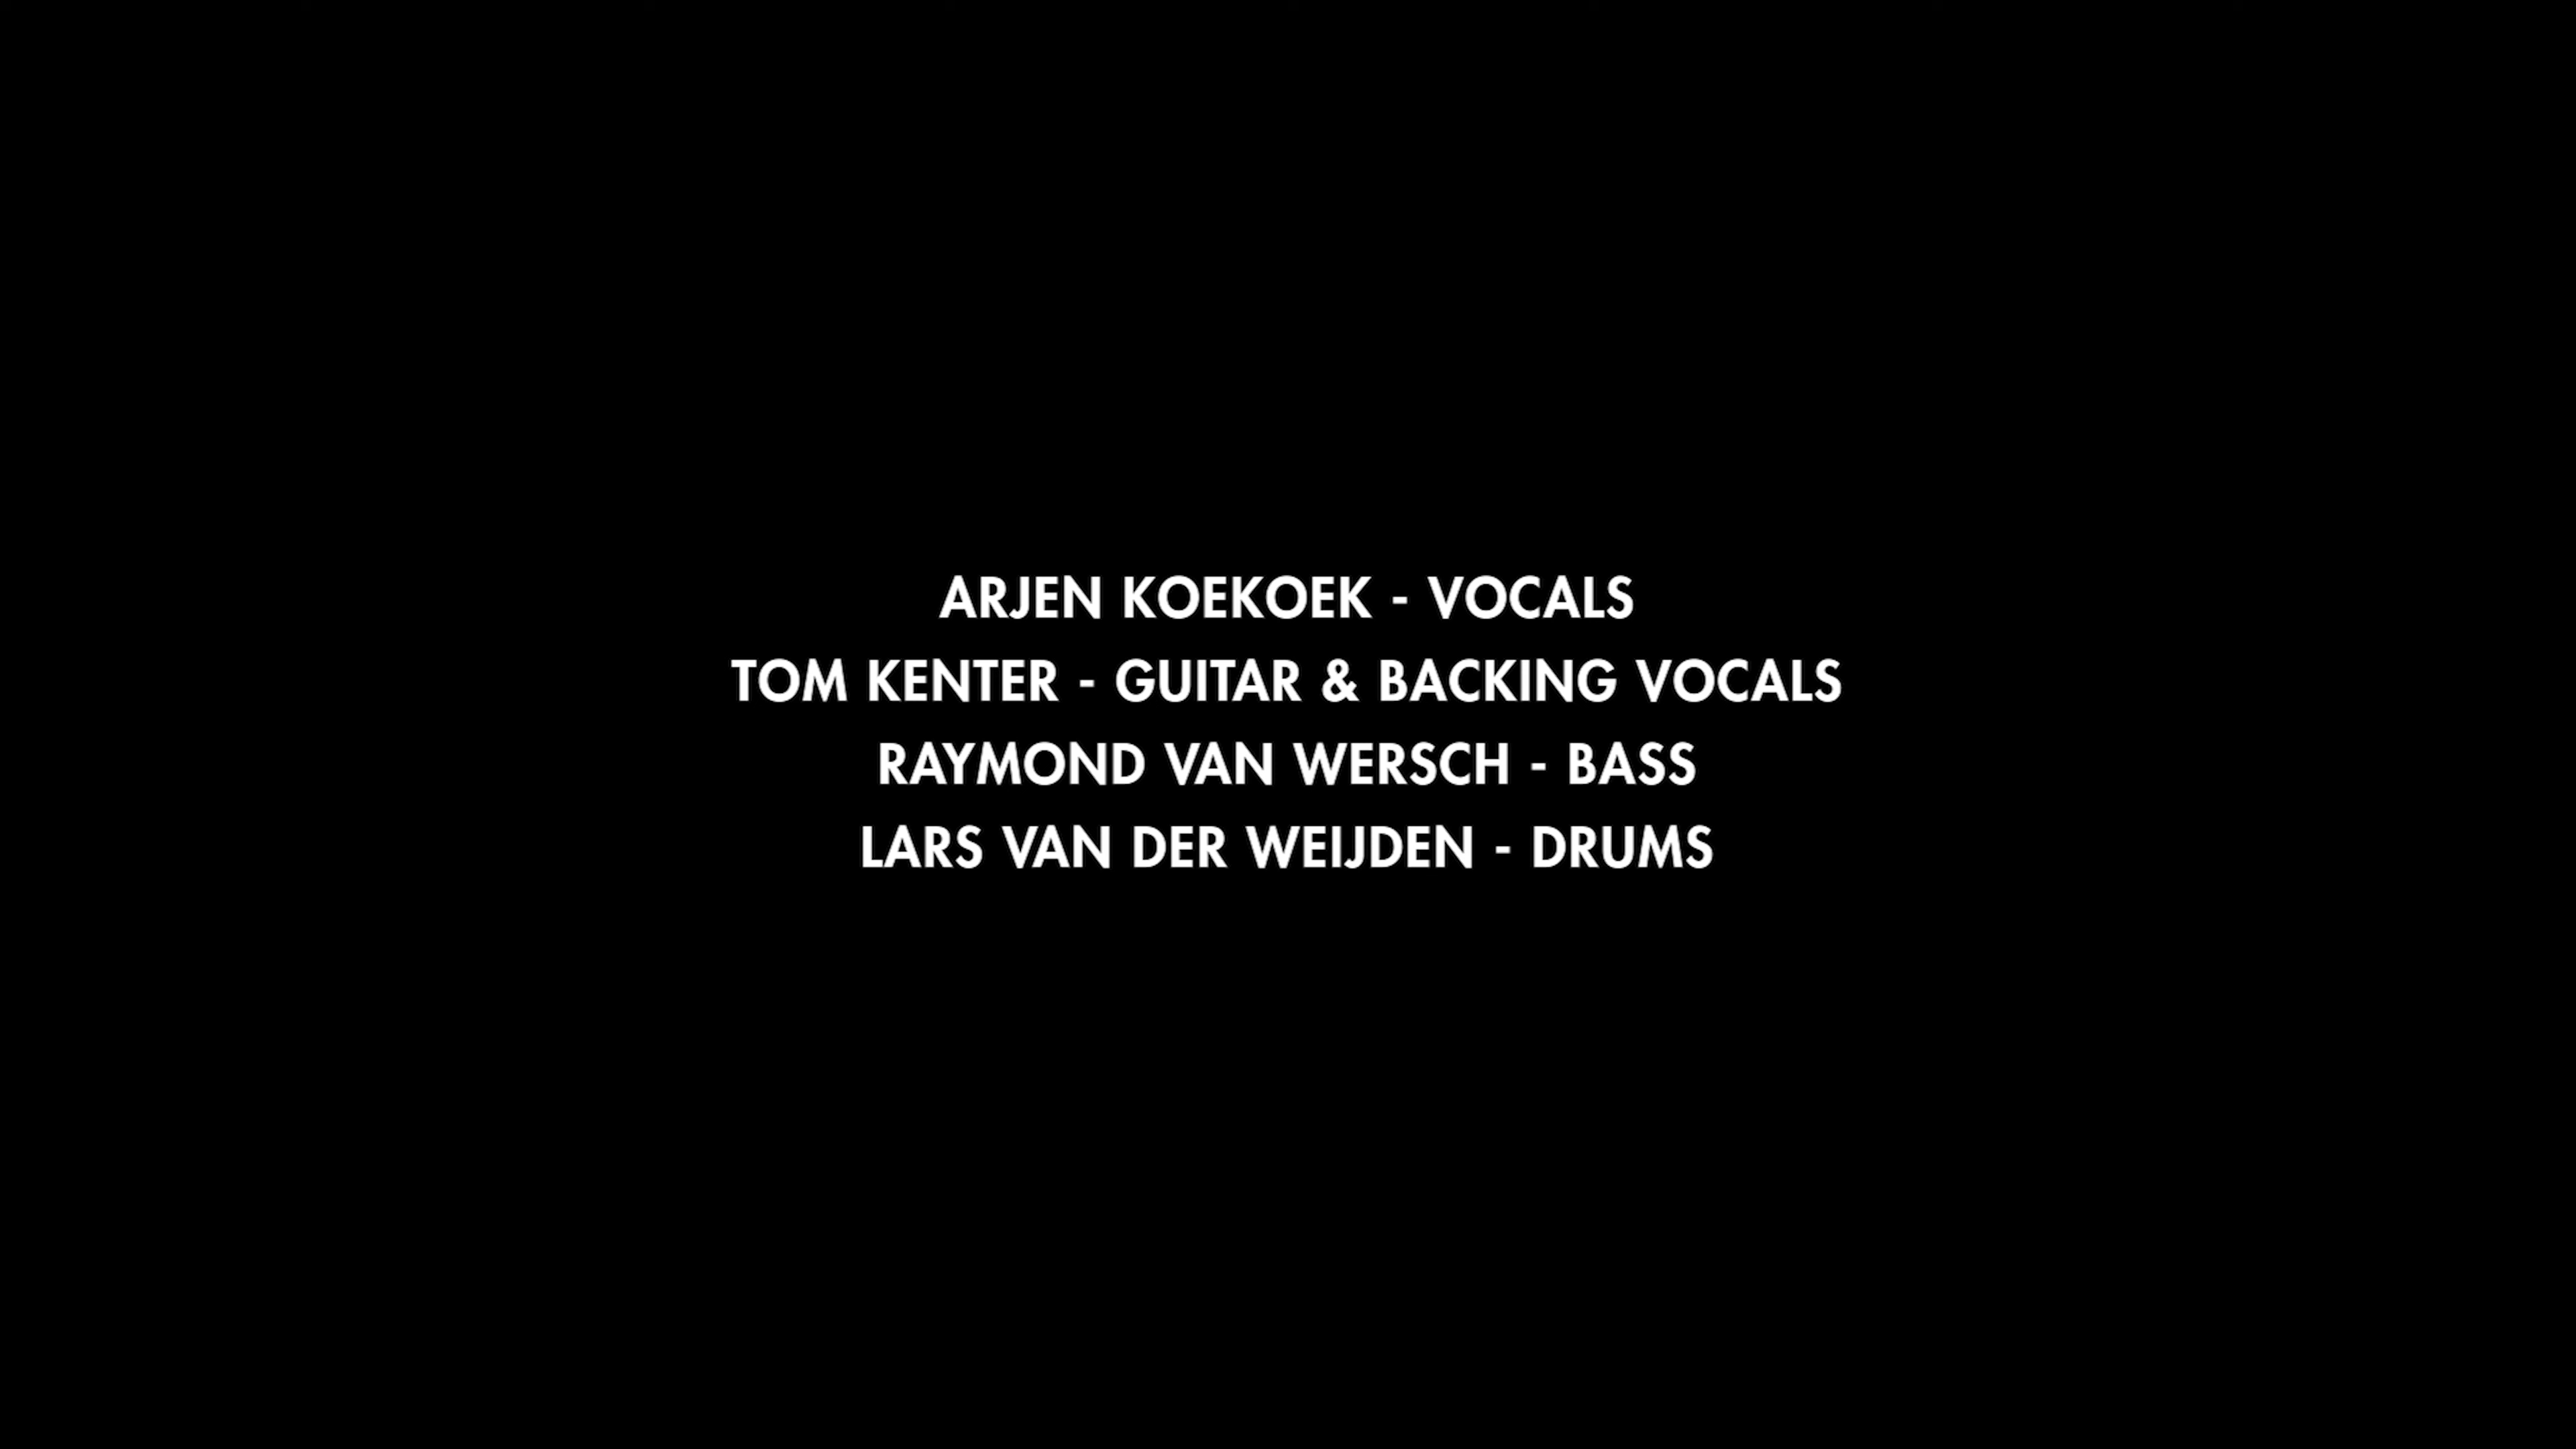 ARJEN KOEKOEK - VOCALS
TOM KENTER - GUITAR & BACKING VOCALS
RAYMOND VAN WERSCH - BASS
LARS VAN DER WEIJDEN - DRUMS